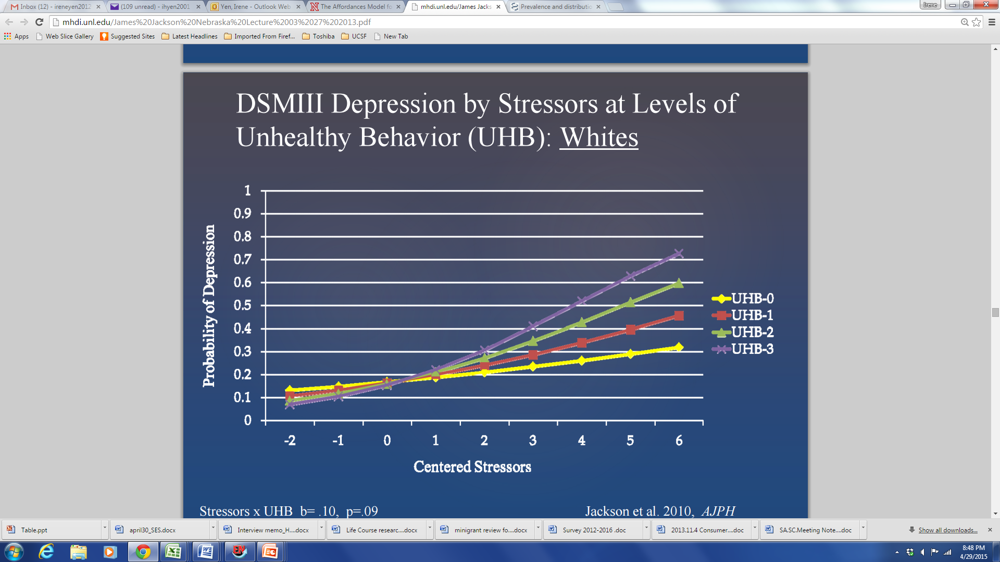 Inbox (12) - ireneyen2012
(109 unread) - ihyen2001
Yen, Irene - Outlook Web
The Affordances Model fo
mhdi.unl.edu/James Jacks
Prevalence and distributio
Irene
mhdi.unl.edu/James%20Jackson%20Nebraska%20Lecture%2003%2027%202013.pdf
Apps
Web Slice Gallery
Suggested Sites
Latest Headlines
Imported From Firef...
Toshiba
UCSF
New Tab
DSMIII Depression by Stressors at Levels of
Unhealthy Behavior (UHB): Whites
Probability of Depression
1
0.9
0.8
0.7
0.6
0.5
0.4
0.3
0.2
0.1
0
-2 -1 0 1 2 3 4 5 6
Centered Stressors
UHB-0
UHB-1
UHB-2
UHB-3
Stressors x UHB b= .10, p=.09
Jackson et al. 2010, AJPH
Table.ppt
april30_SES.docx
Interview memo_H....docx
Life Course researc....docx
minigrant review fo....docx
Survey 2012-2016 .doc
2013.11.4 Consumer....doc
SA.SC.Meeting Note....doc
Show all downloads...
8:48 PM
4/29/2015